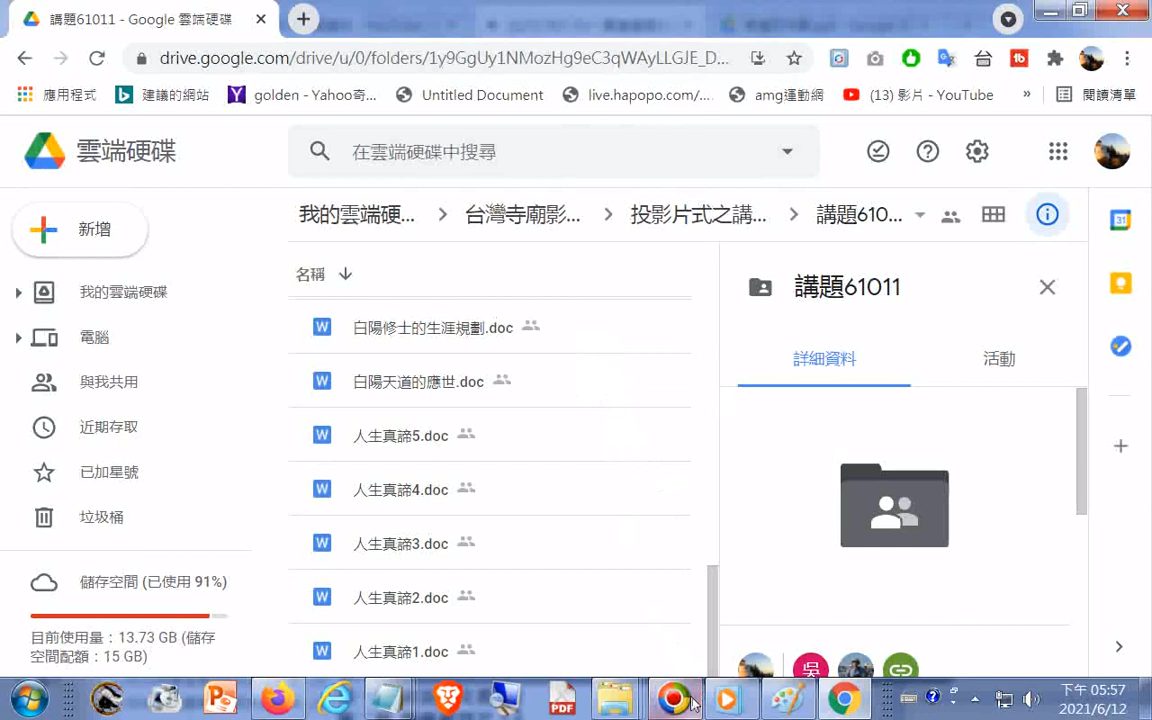 講題61011 - Google 雲端硬碟
drive.google.com/drive/u/0/folders/1y9GgUy1NMozHg9eC3qWAyLLGJE_D...
應用程式
建議的網站
golden - Yahoo奇...
Untitled Document
live.hapopo.com/...
amg運動網
(13) 影片 - YouTube
»
閱讀清單
雲端硬碟
在雲端硬碟中搜尋
新增
我的雲端硬... > 台灣寺廟影... > 投影片式之講... > 講題610...
我的雲端硬碟
電腦
與我共用
近期存取
已加星號
垃圾桶
儲存空間 (已使用 91%)
目前使用量：13.73 GB (儲存
空間配額：15 GB)
名稱
白陽修士的生涯規劃.doc
白陽天道的應世.doc
人生真諦5.doc
人生真諦4.doc
人生真諦3.doc
人生真諦2.doc
人生真諦1.doc
講題61011
詳細資料
活動
吳
31
PDF
下午 05:57
2021/6/12